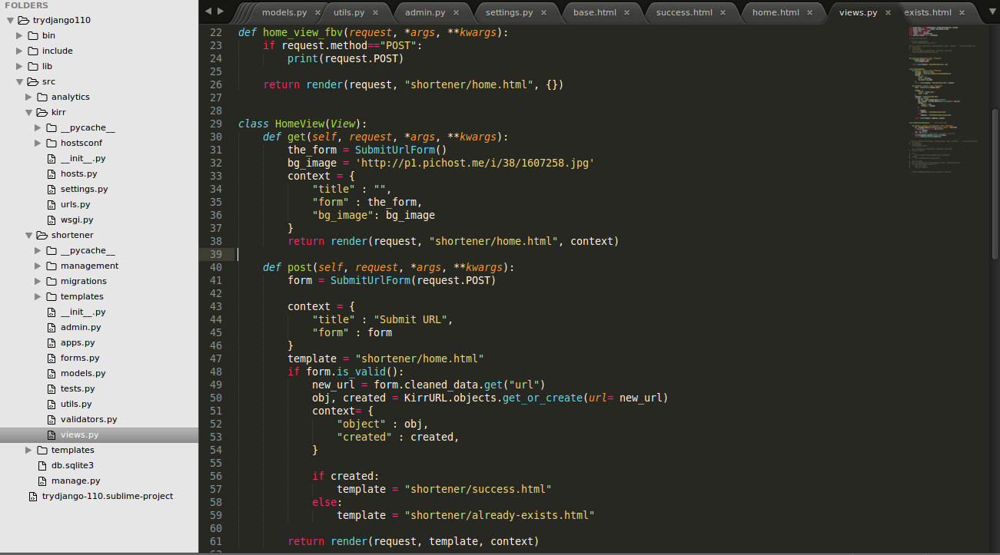 FOLDERS
trydjango110
bin
include
lib
src
analytics
kirr
__pycache__
hostsconf
__init__.py
hosts.py
settings.py
urls.py
wsgi.py
shortener
__pycache__
management
migrations
templates
__init__.py
admin.py
apps.py
forms.py
models.py
tests.py
utils.py
validators.py
views.py
templates
db.sqlite3
manage.py
trydjango-110.sublime-project
models.py × utils.py × admin.py × settings.py × base.html × success.html × home.html × views.py × exists.html ×
22 def home_view_fbv(request, *args, **kwargs):
23     if request.method=="POST":
24         print(request.POST)
25
26     return render(request, "shortener/home.html", {})
27
28
29 class HomeView(View):
30     def get(self, request, *args, **kwargs):
31         the_form = SubmitUrlForm()
32         bg_image = 'http://p1.pichost.me/i/38/1607258.jpg'
33         context = {
34             "title" : "",
35             "form" : the_form,
36             "bg_image": bg_image
37         }
38         return render(request, "shortener/home.html", context)
39
40     def post(self, request, *args, **kwargs):
41         form = SubmitUrlForm(request.POST)
42
43         context = {
44             "title" : "Submit URL",
45             "form" : form
46         }
47         template = "shortener/home.html"
48         if form.is_valid():
49             new_url = form.cleaned_data.get("url")
50             obj, created = KirrURL.objects.get_or_create(url= new_url)
51             context= {
52                 "object" : obj,
53                 "created" : created,
54             }
55
56             if created:
57                 template = "shortener/success.html"
58             else:
59                 template = "shortener/already-exists.html"
60
61         return render(request, template, context)